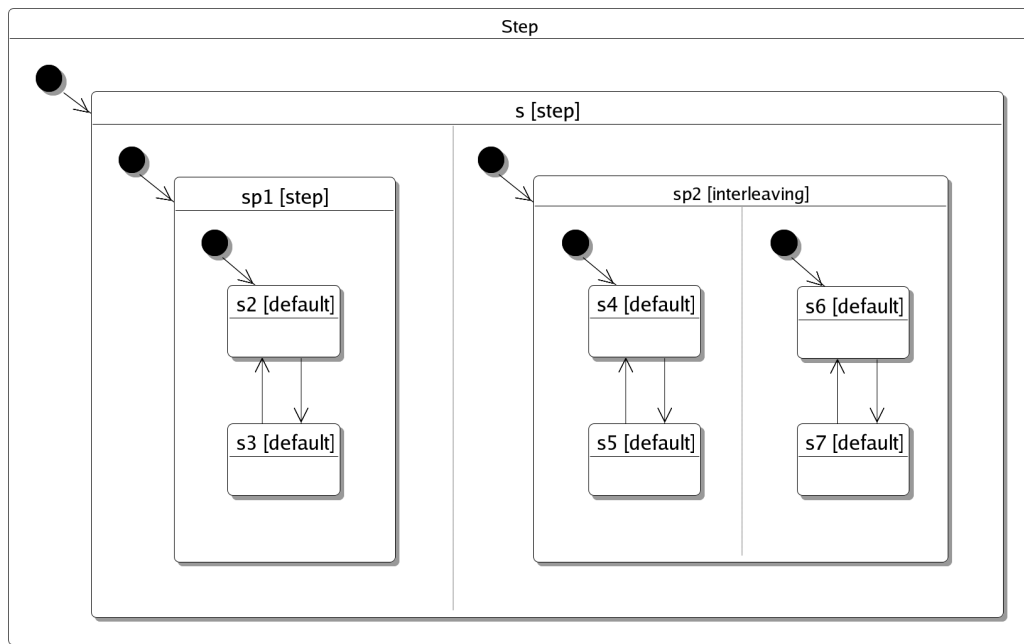 Step
s [step]
sp1 [step]
s2 [default]
s3 [default]
sp2 [interleaving]
s4 [default]
s5 [default]
s6 [default]
s7 [default]